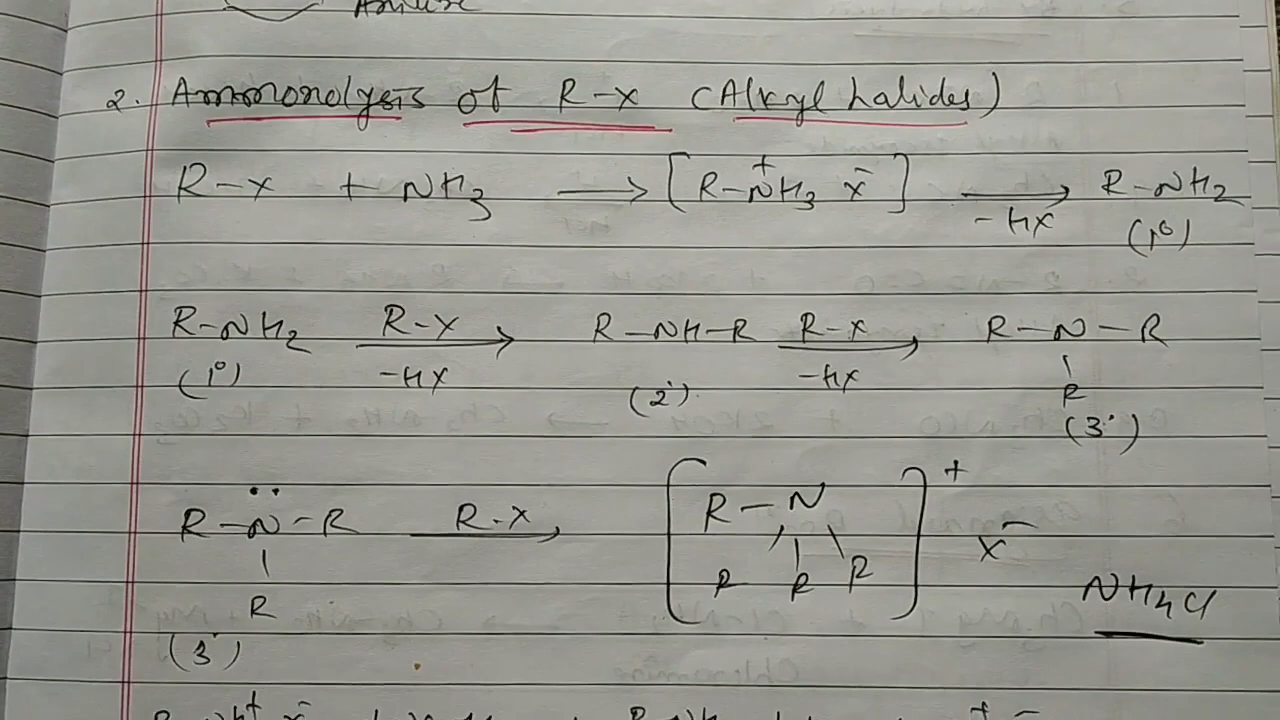 Aniline
2. Ammonolysis of R-X (Alkyl halides)
R-X + NH₃ ⟶ [R-N⁺H₃ X⁻] ⟶ R-NH₂
-HX
(1°)
R-NH₂ R-X ⟶ R-NH-R R-X ⟶ R-N-R
(1°) -HX (2°) -HX R
(3°)
R-N̈-R R-X ⟶ [R-N R R R]⁺ X⁻
R
NH₄Cl
(3°)